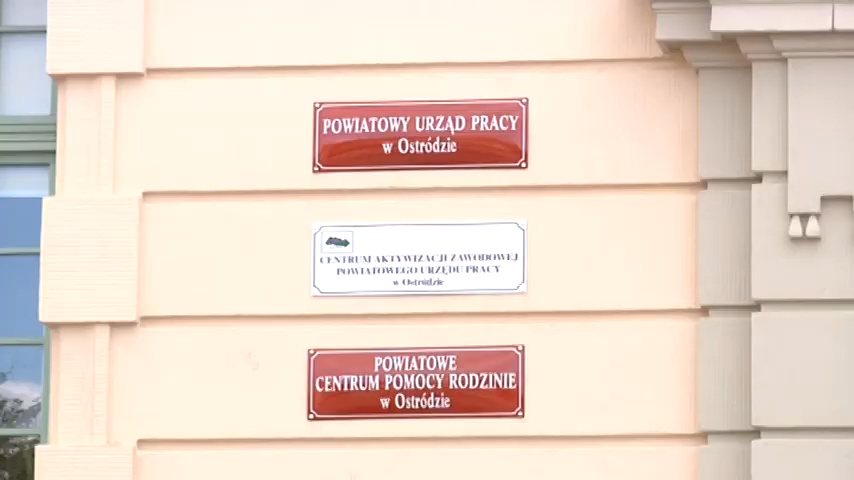 POWIATOWY URZĄD PRACY
w Ostródzie
CENTRUM AKTYWIZACJI ZAWODOWEJ
POWIATOWEGO URZĘDU PRACY
w Ostródzie
POWIATOWE
CENTRUM POMOCY RODZINIE
w Ostródzie